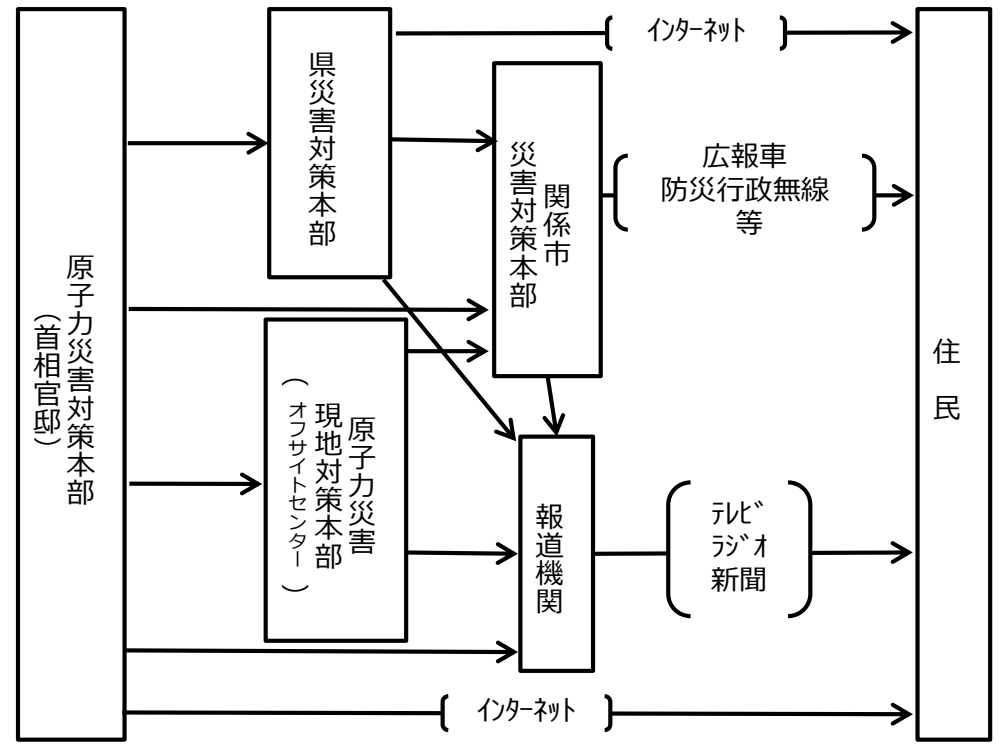 原子力災害対策本部
（首相官邸）
県災害対策本部
ｲﾝﾀｰﾈｯﾄ
関係市
災害対策本部
広報車
防災行政無線
等
原子力災害
現地対策本部
（オフサイトセンター）
報道機関
ﾃﾚﾋﾞ
ﾗｼﾞｵ
新聞
ｲﾝﾀｰﾈｯﾄ
住民